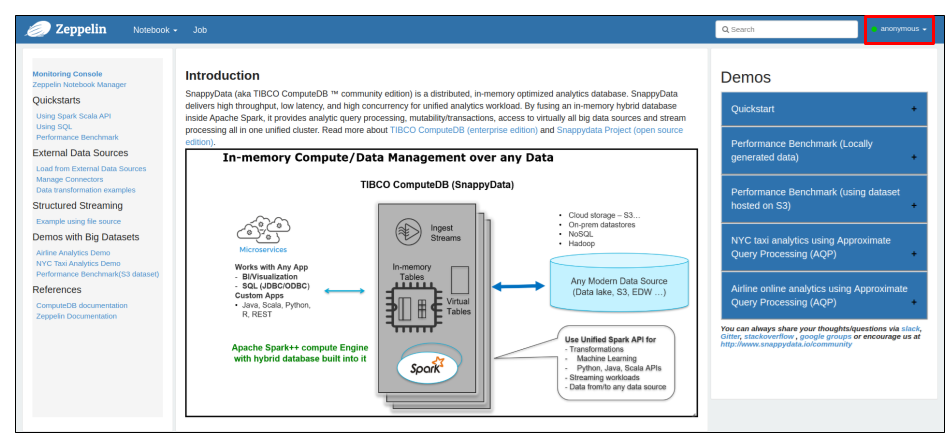 Zeppelin
Notebook
Job
Search
anonymous
Monitoring Console
Zeppelin Notebook Manager
Quickstarts
Using Spark Scala API
Using SQL
Performance Benchmark
External Data Sources
Load from External Data Sources
Manage Connectors
Data transformation examples
Structured Streaming
Example using file source
Demos with Big Datasets
Airline Analytics Demo
NYC Taxi Analytics Demo
Performance Benchmark(S3 dataset)
References
ComputeDB documentation
Zeppelin Documentation
Introduction
SnappyData (aka TIBCO ComputeDB ™ community edition) is a distributed, in-memory optimized analytics database. SnappyData
delivers high throughput, low latency, and high concurrency for unified analytics workload. By fusing an in-memory hybrid database
inside Apache Spark, it provides analytic query processing, mutability/transactions, access to virtually all big data sources and stream
processing all in one unified cluster. Read more about TIBCO ComputeDB (enterprise edition) and Snappydata Project (open source
edition).
In-memory Compute/Data Management over any Data
TIBCO ComputeDB (SnappyData)
Microservices
Works with Any App
- BI/Visualization
- SQL (JDBC/ODBC)
Custom Apps
• Java, Scala, Python,
R, REST
Apache Spark++ compute Engine
with hybrid database built into it
Ingest
Streams
In-memory
Tables
Virtual
Tables
Spark
• Cloud storage – S3…
• On-prem datastores
• NoSQL
• Hadoop
Any Modern Data Source
(Data lake, S3, EDW …)
Use Unified Spark API for
- Transformations
- Machine Learning
- Python, Java, Scala APIs
- Streaming workloads
- Data from/to any data source
Demos
Quickstart +
Performance Benchmark (Locally
generated data) +
Performance Benchmark (using dataset
hosted on S3) +
NYC taxi analytics using Approximate
Query Processing (AQP) +
Airline online analytics using Approximate
Query Processing (AQP) +
You can always share your thoughts/questions via slack,
Gitter, stackoverflow , google groups or encourage us at
http://www.snappydata.io/community